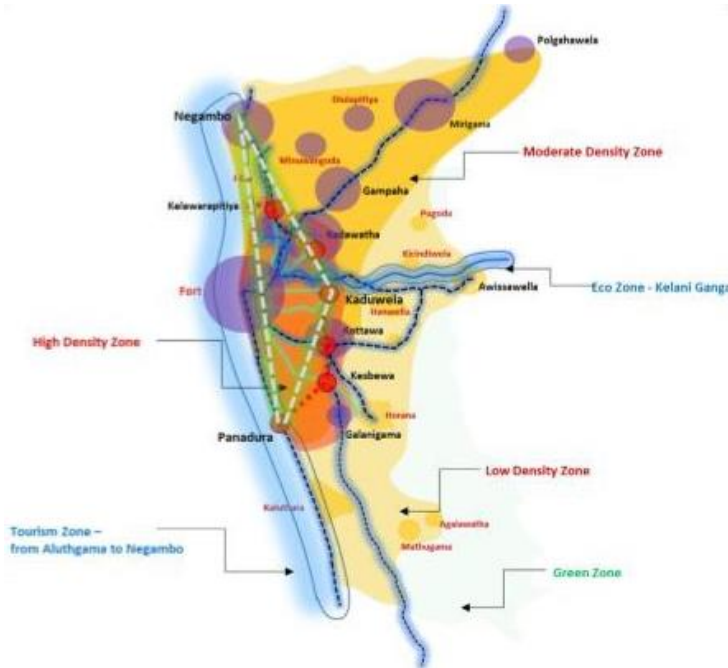 Polgahawela
Negambo
Divlapitiya
Mirigama
Minuwangoda
Moderate Density Zone
Gampaha
Kelawarapitiya
Pugoda
Kadawatha
Kirindiwela
Fort
Kaduwela
Awissawella
Eco Zone - Kelani Ganga
Hanwella
Kottawa
High Density Zone
Kesbewa
Horana
Panadura
Galanigama
Low Density Zone
Kaluthara
Agalawatha
Tourism Zone –
from Aluthgama to Negambo
Mathugama
Green Zone